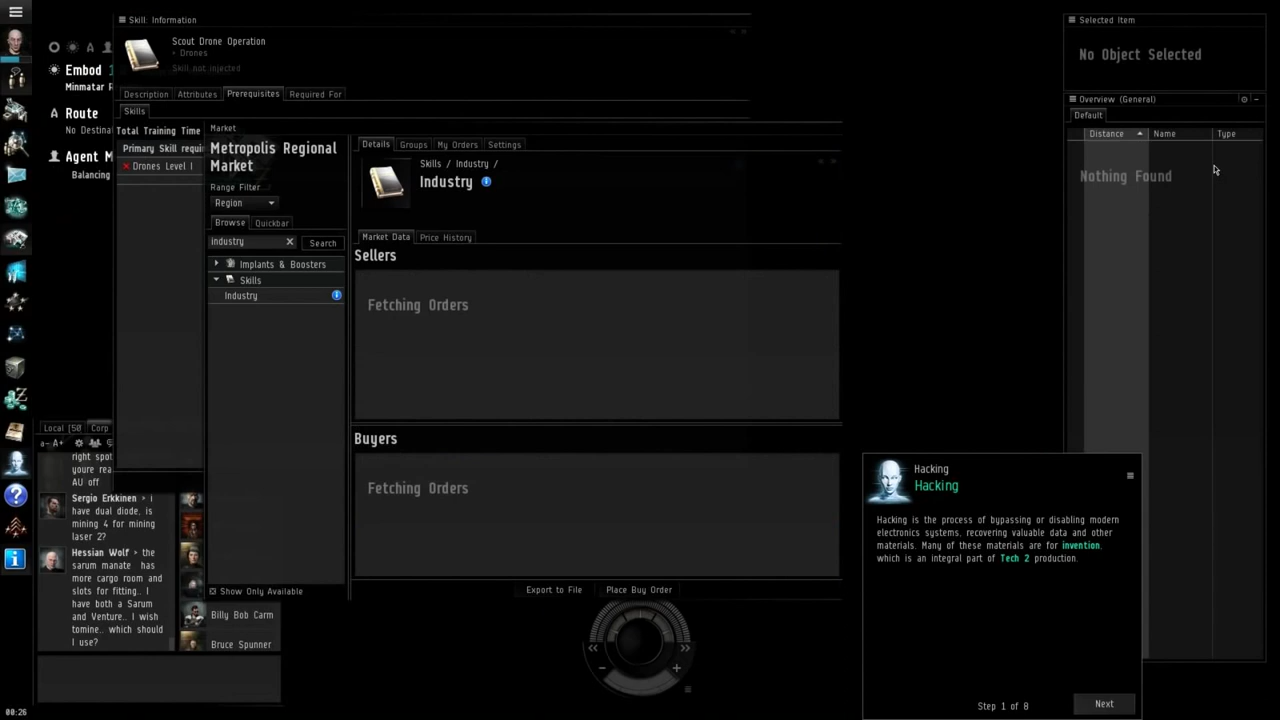 Skill: Information
Scout Drone Operation
› Drones
Skill not injected
Description
Attributes
Prerequisites
Required For
Skills
Total Training Time
Primary Skill requi
Drones Level I
Embod
Minmatar
Route
No Destina
Agent M
Balancing
Market
Metropolis Regional
Market
Range Filter
Region
Browse
Quickbar
industry
Search
Implants & Boosters
Skills
Industry
Show Only Available
Details
Groups
My Orders
Settings
Skills / Industry /
Industry
Market Data
Price History
Sellers
Fetching Orders
Buyers
Fetching Orders
Export to File
Place Buy Order
Selected Item
No Object Selected
Overview (General)
Default
Distance
Name
Type
Nothing Found
Local [50
Corp
a- A+
right spot
youre rea
AU off
Sergio Erkkinen > i
have dual diode, is
mining 4 for mining
laser 2?
Hessian Wolf > the
sarum manate has
more cargo room and
slots for fitting.. I
have both a Sarum
and Venture.. I wish
tomine.. which should
I use?
Billy Bob Carm
Bruce Spunner
Hacking
Hacking
Hacking is the process of bypassing or disabling modern
electronics systems, recovering valuable data and other
materials. Many of these materials are for invention,
which is an integral part of Tech 2 production.
Step 1 of 8
Next
00:26